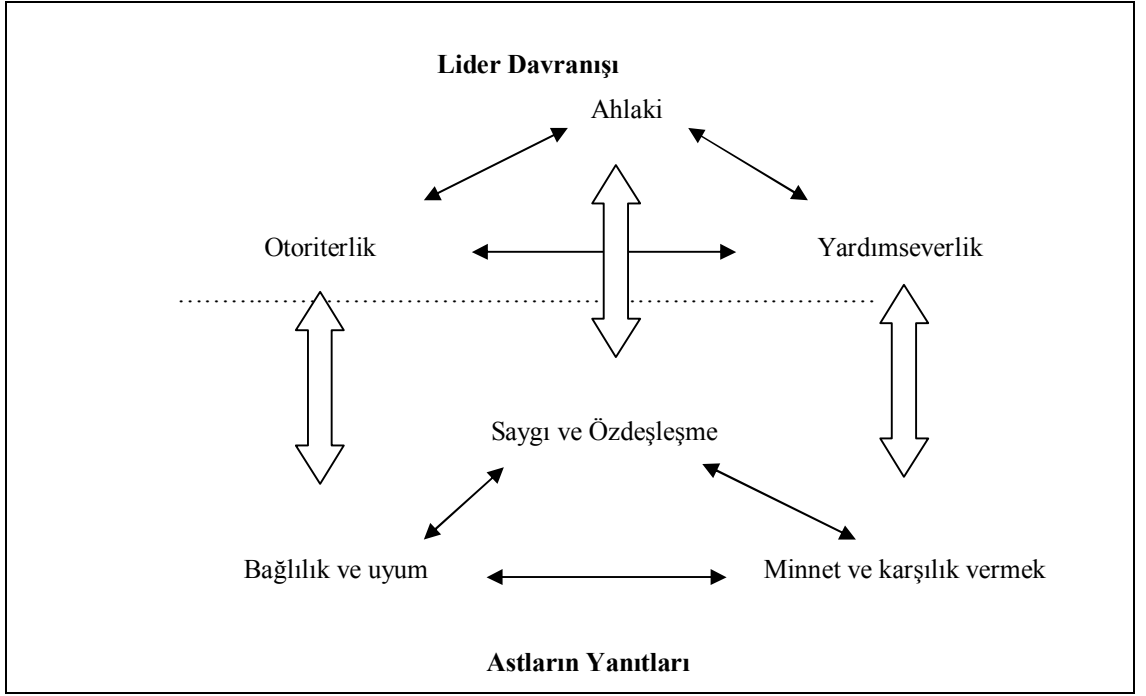 Lider Davranışı
Ahlaki
Otoriterlik
Yardımseverlik
Saygı ve Özdeşleşme
Bağlılık ve uyum
Minnet ve karşılık vermek
Astların Yanıtları